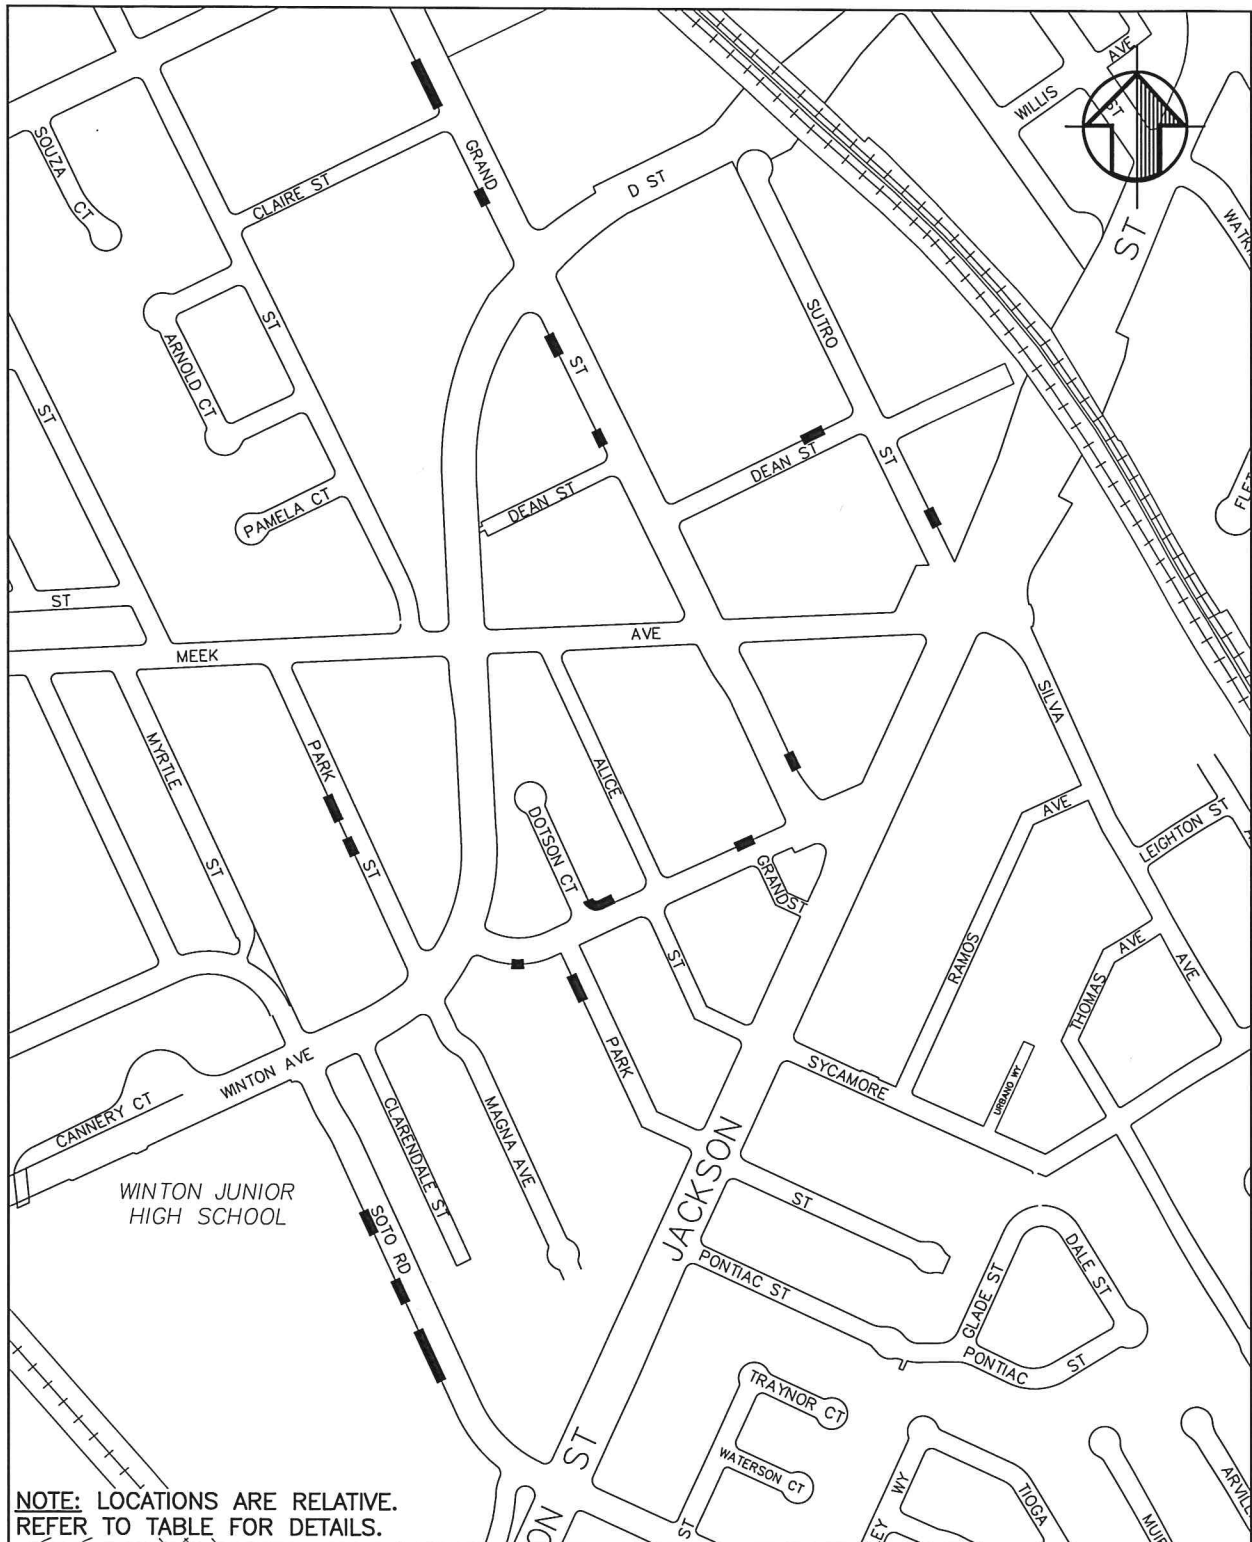 AVE
WILLIS
ST
SOUZA
CT
GRAND
CLAIRE ST
D ST
ST
SUTRO
ST
ARNOLD CT
ST
ST
ST
DEAN ST
DEAN ST
PAMELA CT
ST
MEEK
AVE
SILVA
MYRTLE
PARK
ALICE
AVE
LEIGHTON ST
DOTSON CT
ST
ST
GRAND
ST
RAMOS
AVE
AVE
ST
THOMAS
PARK
SYCAMORE
URBANO WY
WINTON AVE
CANNERY CT
CLARENDALE ST
MAGNA AVE
WINTON JUNIOR
HIGH SCHOOL
SOTO RD
JACKSON
ST
PONTIAC ST
GLADE ST
DALE ST
PONTIAC
ST
TRAYNOR CT
WATERSON CT
ST
WY
TIOGA
ST
NOTE: LOCATIONS ARE RELATIVE.
REFER TO TABLE FOR DETAILS.